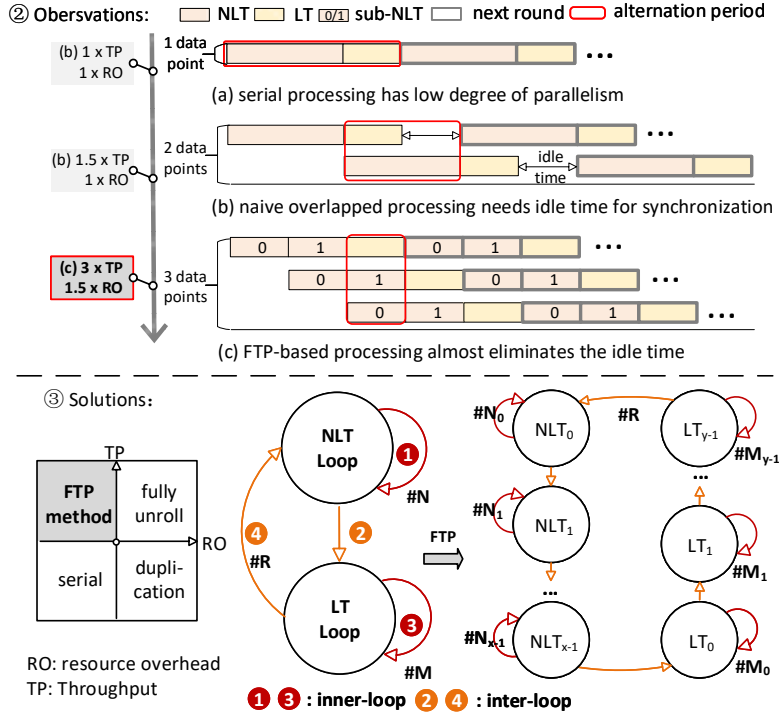 ② Obersvations: NLT LT 0/1 sub-NLT next round alternation period
(b) 1 x TP
1 x RO
1 data
point
...
(a) serial processing has low degree of parallelism
(b) 1.5 x TP
1 x RO
2 data
points
...
idle
time
(b) naive overlapped processing needs idle time for synchronization
(c) 3 x TP
1.5 x RO
3 data
points
0 1 0 1 ...
0 1 0 1 ...
0 1 0 1 ...
(c) FTP-based processing almost eliminates the idle time
③ Solutions:
TP
FTP
method
fully
unroll
RO
serial
dupli-
cation
RO: resource overhead
TP: Throughput
NLT
Loop
1
#N
2
4
#R
LT
Loop
3
#M
FTP
#N0
NLT0
#R
LTy-1
#My-1
...
#N1
NLT1
LT1
#M1
...
#Nx-1
NLTx-1
LT0
#M0
1 3 : inner-loop 2 4 : inter-loop